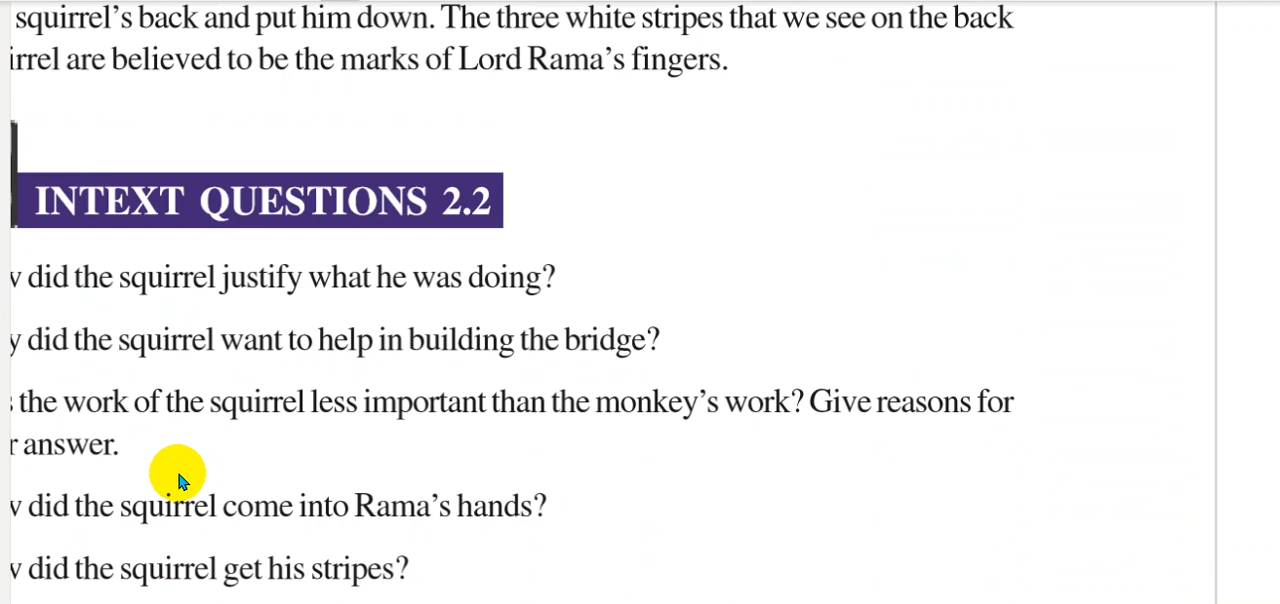 squirrel's back and put him down. The three white stripes that we see on the back
irrel are believed to be the marks of Lord Rama's fingers.
INTEXT QUESTIONS 2.2
did the squirrel justify what he was doing?
y did the squirrel want to help in building the bridge?
the work of the squirrel less important than the monkey's work? Give reasons for
r answer.
did the squirrel come into Rama's hands?
did the squirrel get his stripes?